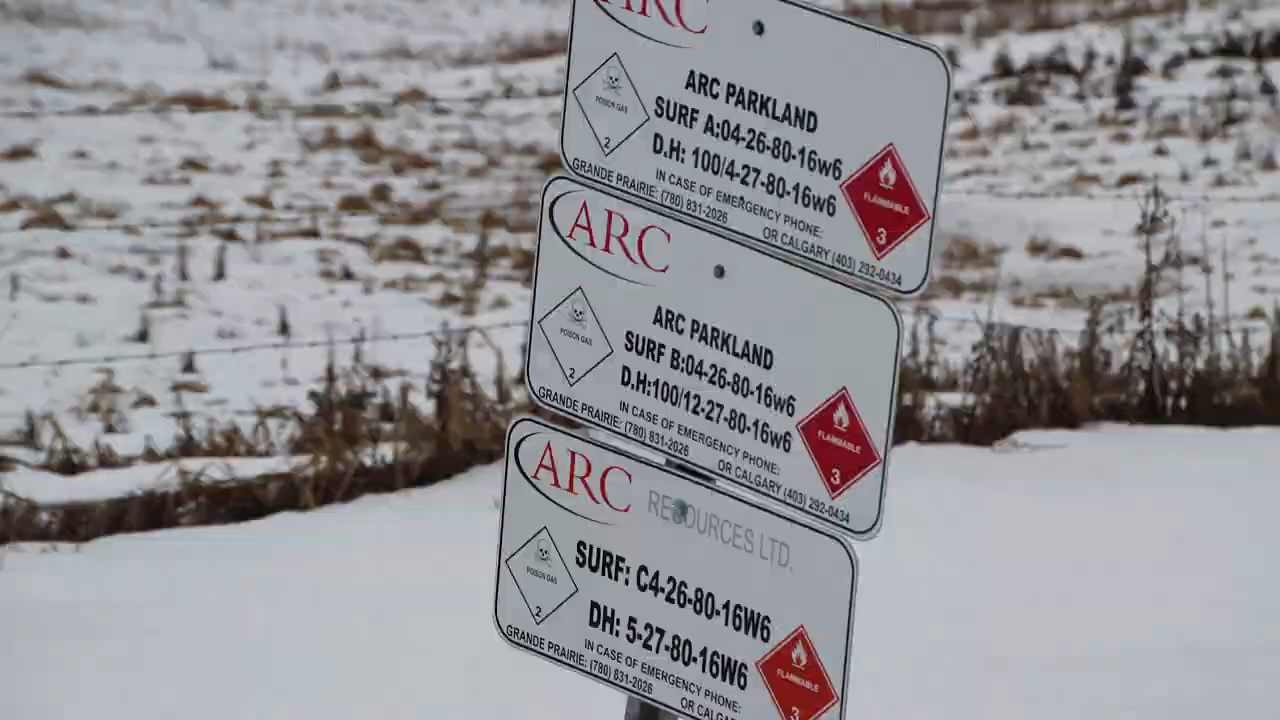 ARC
POISON GAS
2
ARC PARKLAND
SURF A:04-26-80-16w6
D.H: 100/4-27-80-16w6
FLAMMABLE
3
IN CASE OF EMERGENCY PHONE:
GRANDE PRAIRIE: (780) 831-2026
OR CALGARY (403) 292-0434
ARC
POISON GAS
2
ARC PARKLAND
SURF B:04-26-80-16w6
D.H:100/12-27-80-16w6
FLAMMABLE
3
IN CASE OF EMERGENCY PHONE:
GRANDE PRAIRIE: (780) 831-2026
OR CALGARY (403) 292-0434
ARC RESOURCES LTD.
POISON GAS
2
SURF: C4-26-80-16W6
DH: 5-27-80-16W6
FLAMMABLE
3
IN CASE OF EMERGENCY PHONE:
GRANDE PRAIRIE: (780) 831-2026
OR CALGA